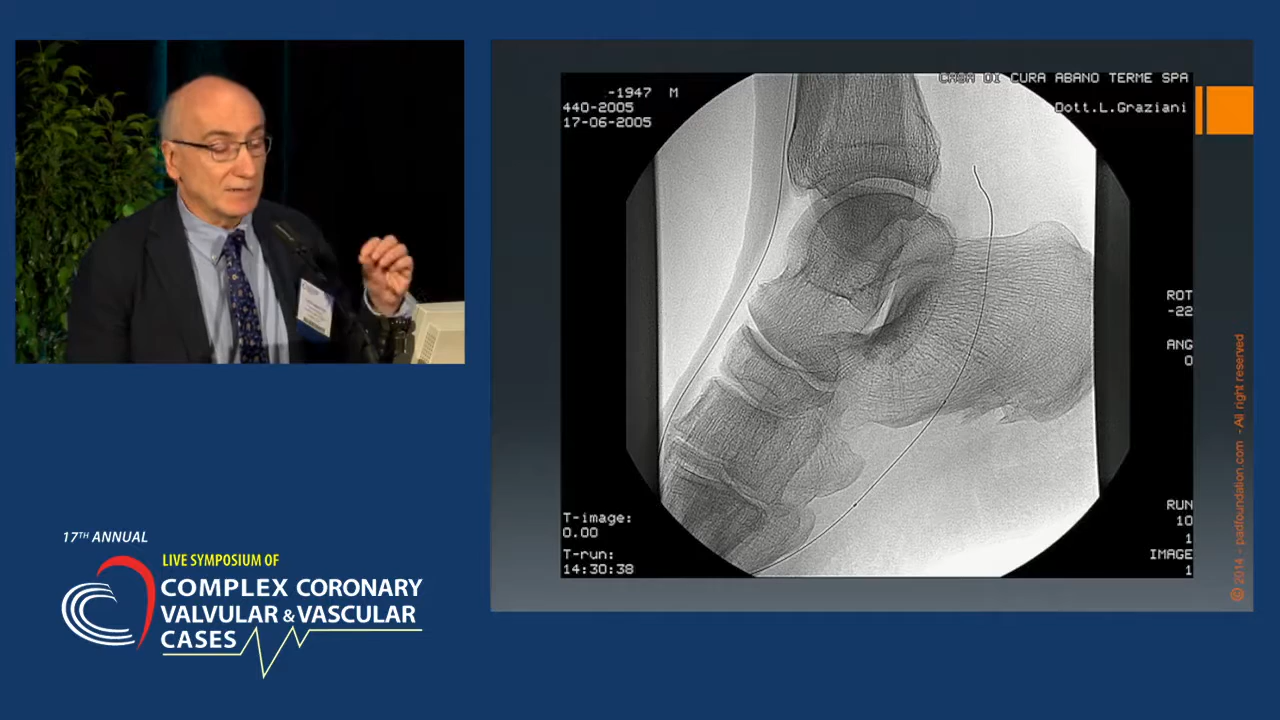 CASA DI CURA ABANO TERME SPA
-1947 M
440-2005
Dott.L.Graziani
17-06-2005
ROT
-22
ANG
0
RUN
10
1
IMAGE
1
T-image:
0.00
T-run:
14:30:38
© 2014 - padfoundation.com - All right reserved
17TH ANNUAL
LIVE SYMPOSIUM OF
COMPLEX CORONARY
VALVULAR & VASCULAR
CASES